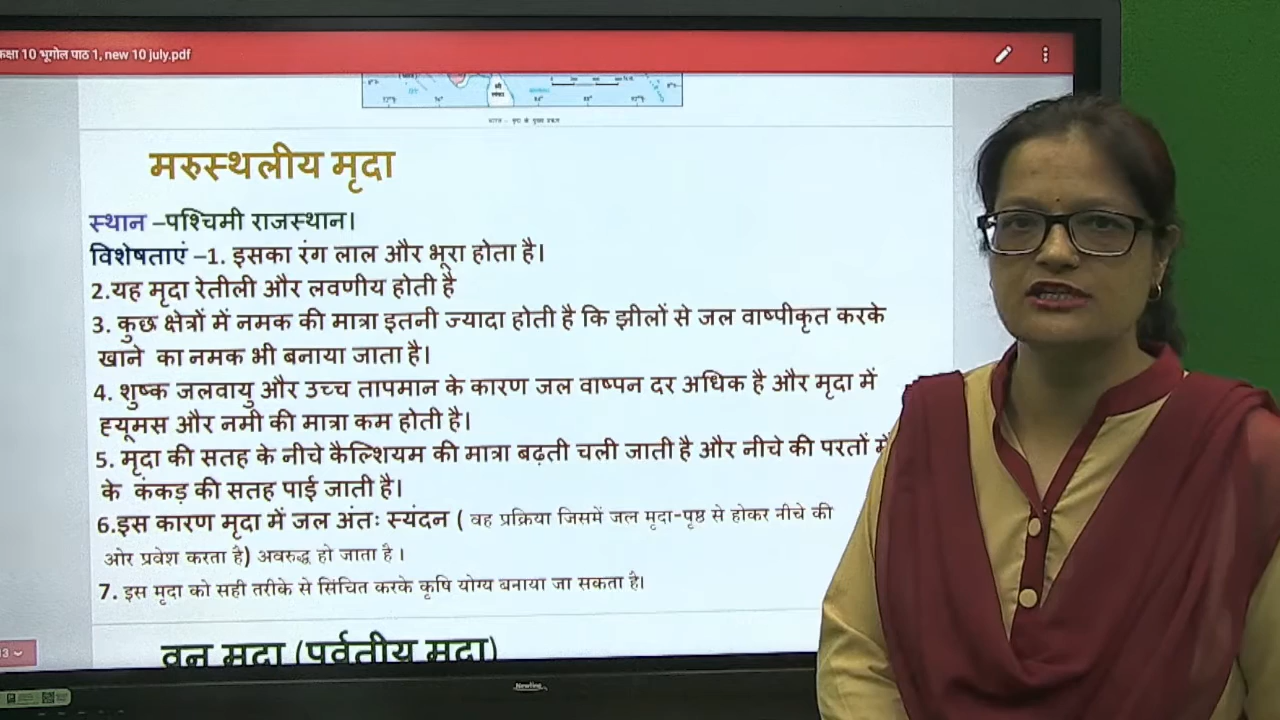 कक्षा 10 भूगोल पाठ 1, new 10 july.pdf
भारत – मृदा के मुख्य प्रकार
मरुस्थलीय मृदा
स्थान –पश्चिमी राजस्थान।
विशेषताएं –1. इसका रंग लाल और भूरा होता है।
2.यह मृदा रेतीली और लवणीय होती है
3. कुछ क्षेत्रों में नमक की मात्रा इतनी ज्यादा होती है कि झीलों से जल वाष्पीकृत करके
खाने का नमक भी बनाया जाता है।
4. शुष्क जलवायु और उच्च तापमान के कारण जल वाष्पन दर अधिक है और मृदा में
ह्यूमस और नमी की मात्रा कम होती है।
5. मृदा की सतह के नीचे कैल्शियम की मात्रा बढ़ती चली जाती है और नीचे की परतों में
के कंकड़ की सतह पाई जाती है।
6.इस कारण मृदा में जल अंतः स्यंदन ( वह प्रक्रिया जिसमें जल मृदा-पृष्ठ से होकर नीचे की
ओर प्रवेश करता है) अवरुद्ध हो जाता है ।
7. इस मृदा को सही तरीके से सिंचित करके कृषि योग्य बनाया जा सकता है।
वन मृदा (पर्वतीय मृदा)
Newline